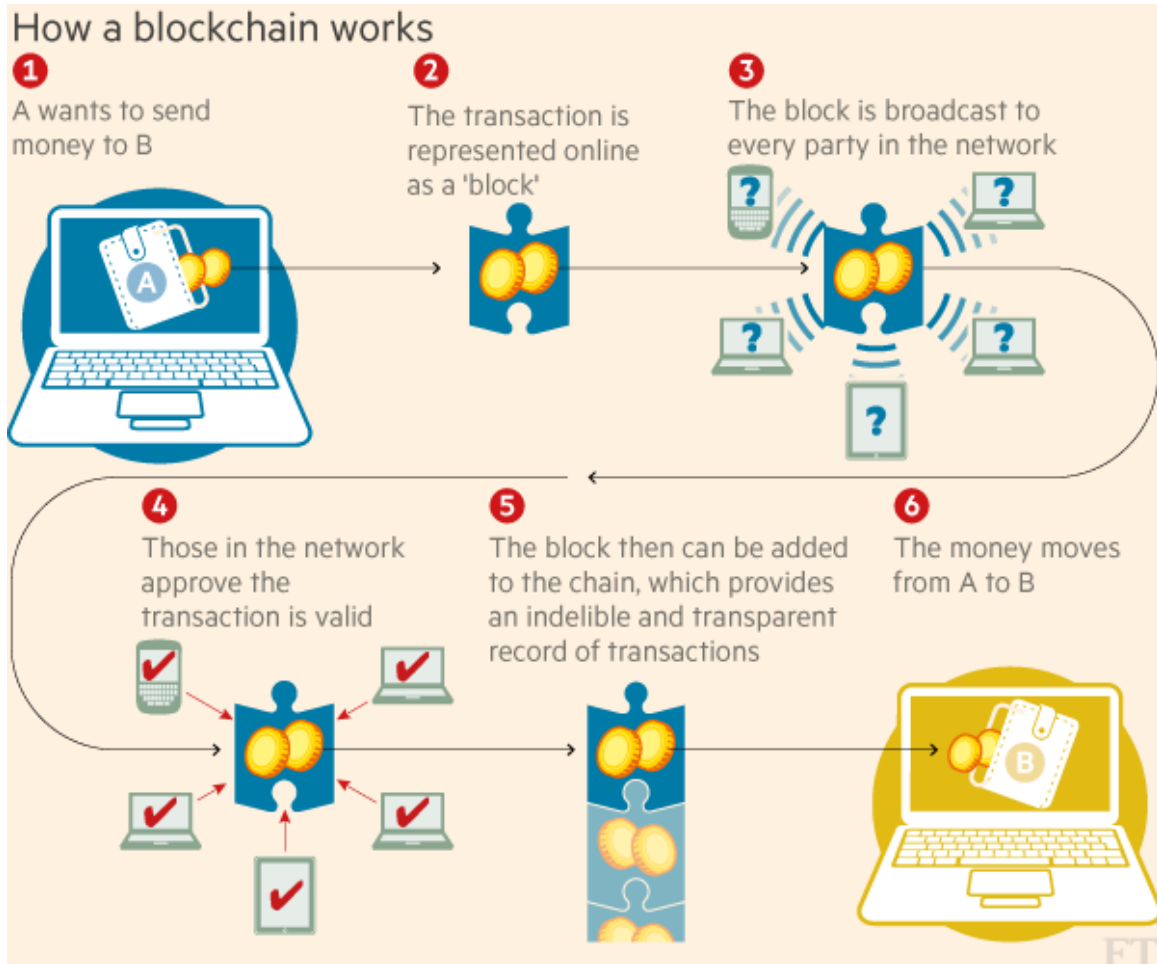 How a blockchain works
1
A wants to send
money to B
2
The transaction is
represented online
as a 'block'
3
The block is broadcast to
every party in the network
A
?
?
?
?
?
4
Those in the network
approve the
transaction is valid
5
The block then can be added
to the chain, which provides
an indelible and transparent
record of transactions
6
The money moves
from A to B
B
FT